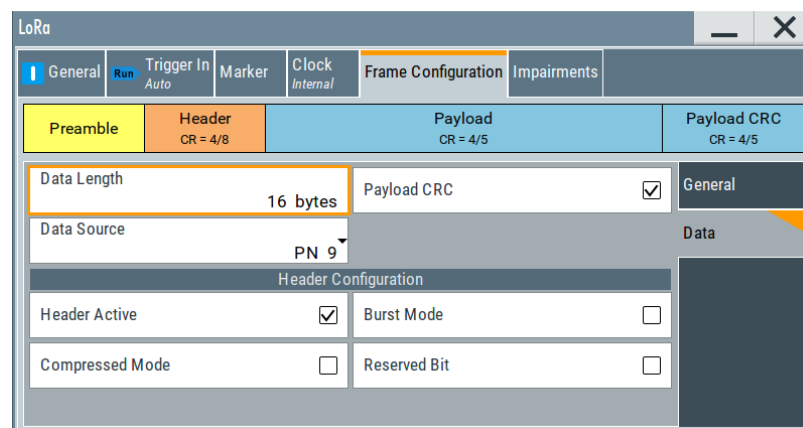 LoRa
General
Run
Trigger In
Auto
Marker
Clock
Internal
Frame Configuration
Impairments
Preamble
Header
CR = 4/8
Payload
CR = 4/5
Payload CRC
CR = 4/5
Data Length
16 bytes
Payload CRC
General
Data Source
PN 9
Data
Header Configuration
Header Active
Burst Mode
Compressed Mode
Reserved Bit